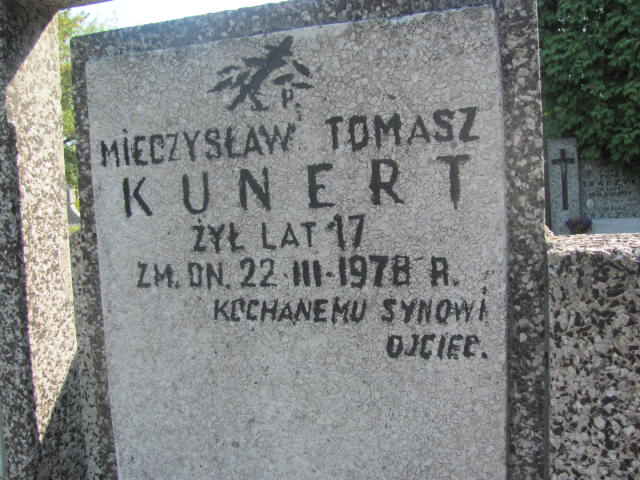 Ś. P.
MIECZYSŁAW TOMASZ
KUNERT
ŻYŁ LAT 17
ZM. DN. 22-III-1978 R.
KOCHANEMU SYNOWI
OJCIEC.